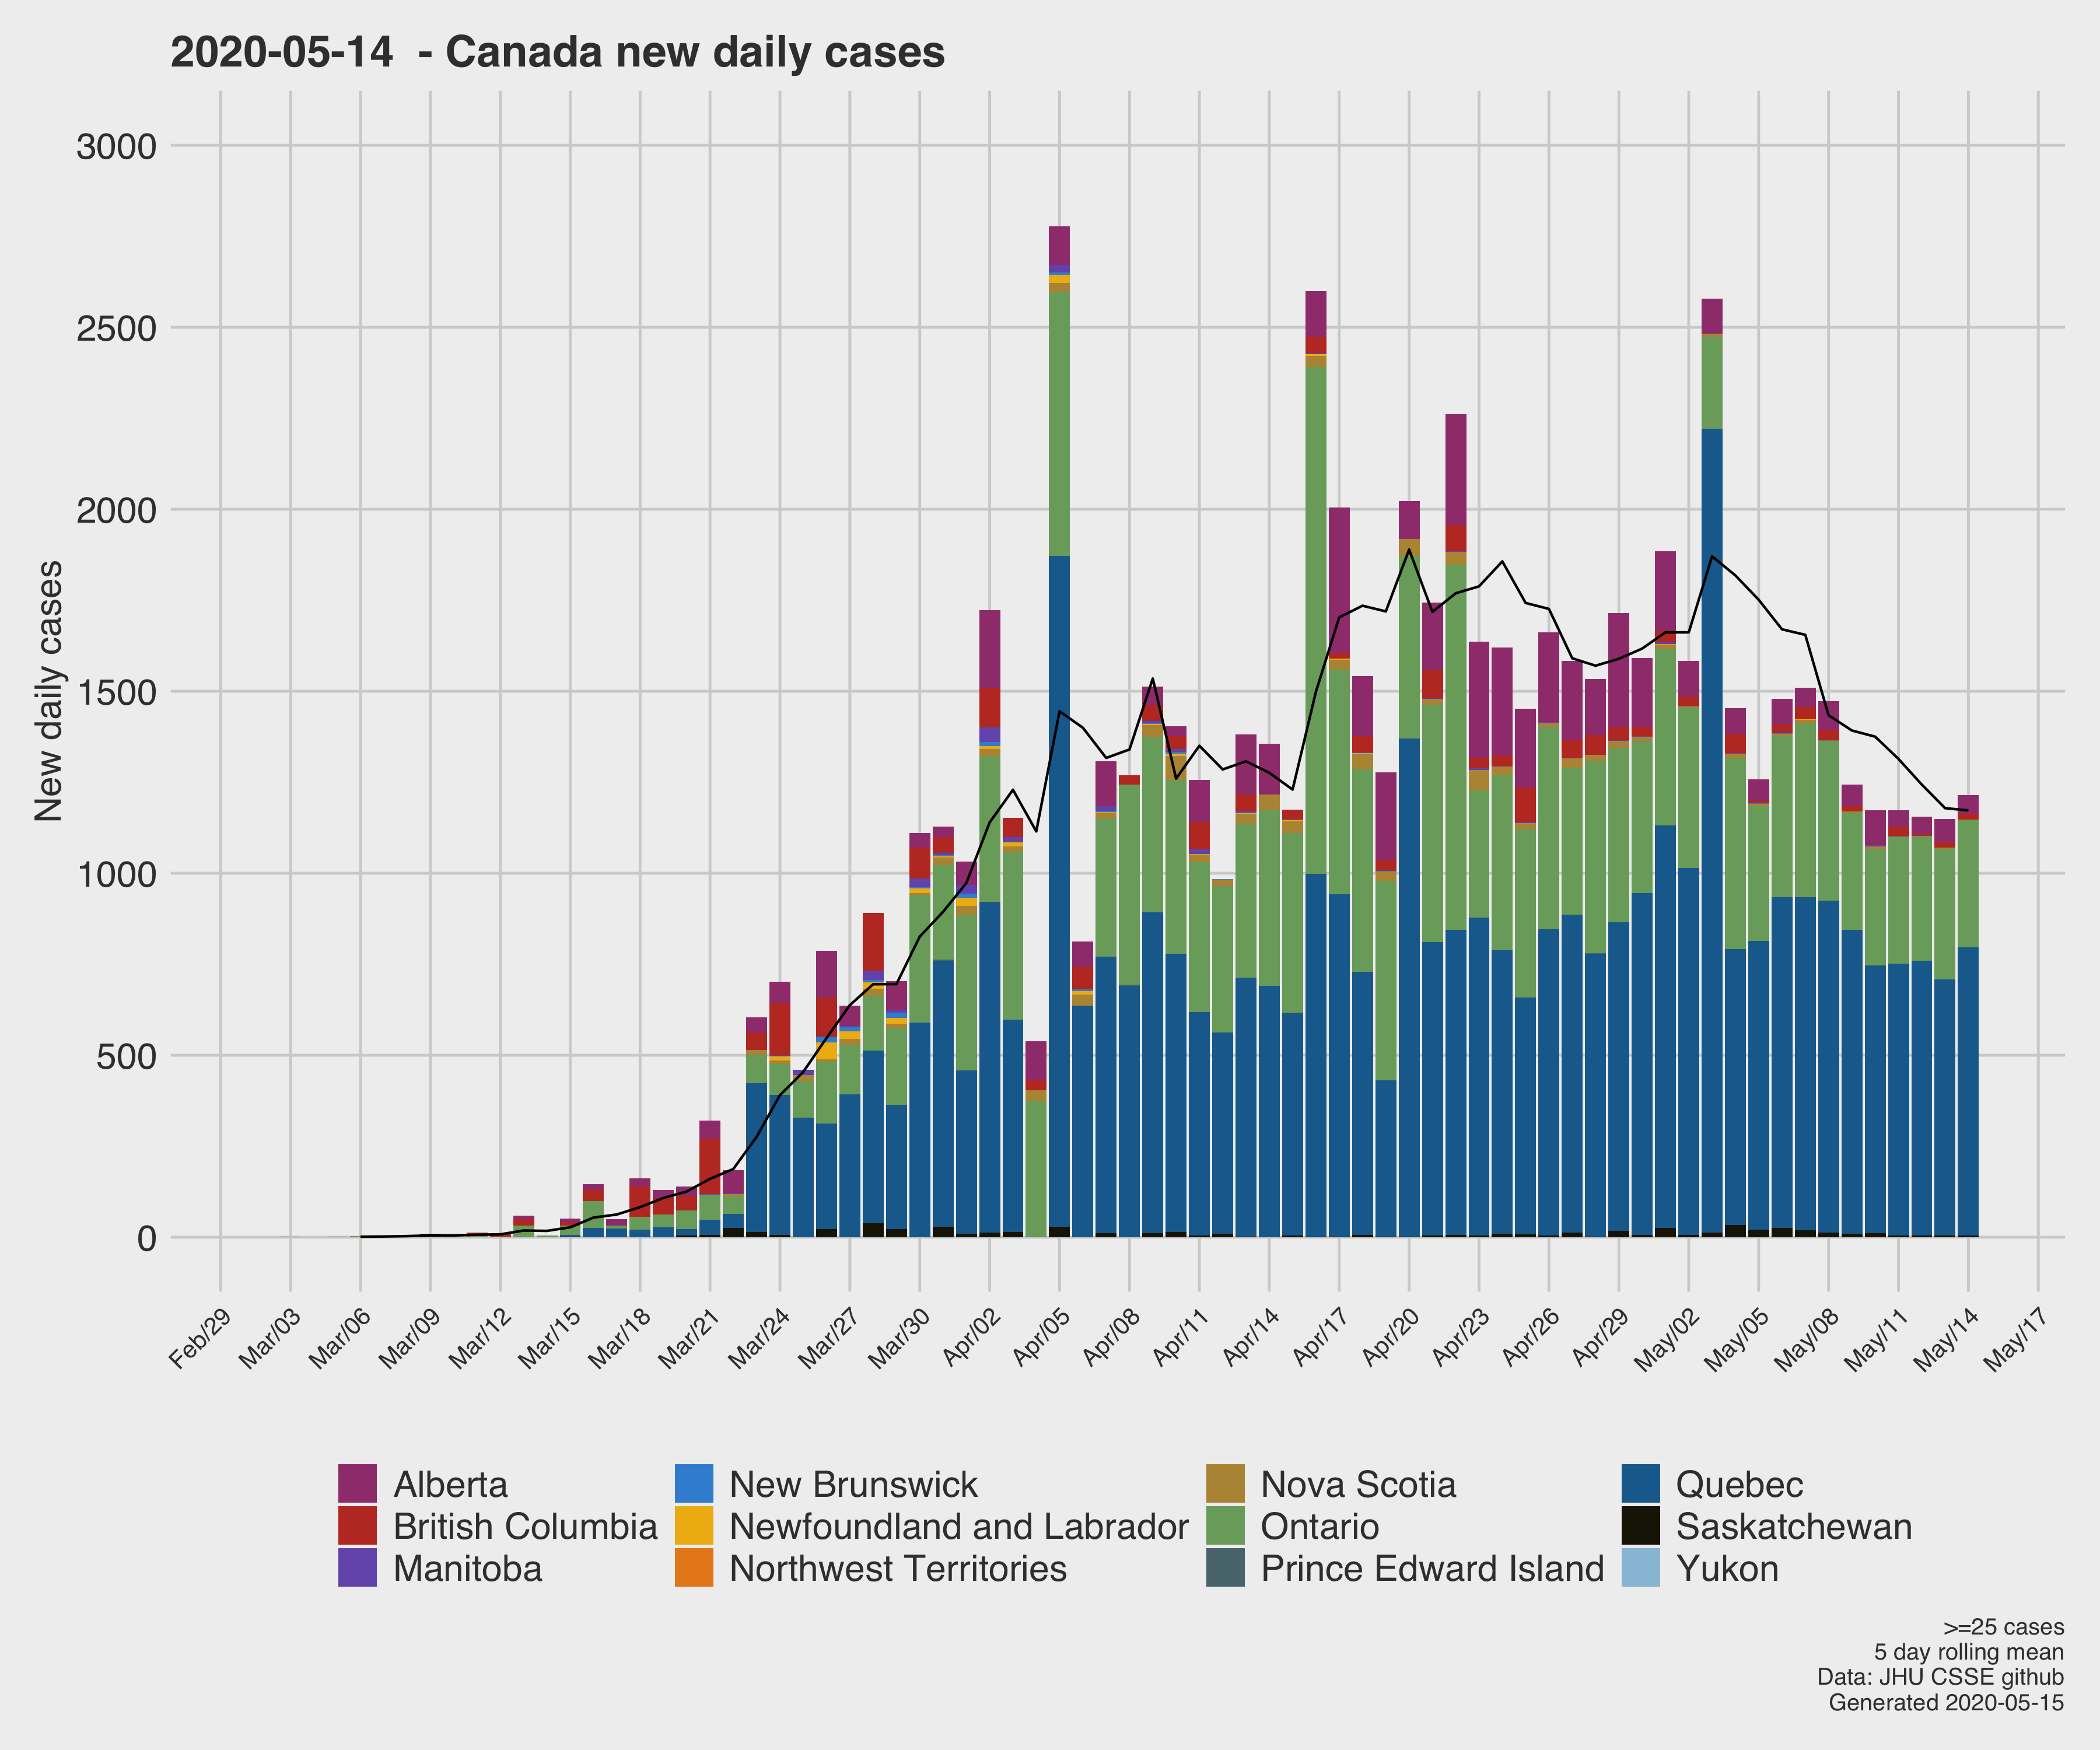 2020-05-14  - Canada new daily cases
New daily cases
3000
2500
2000
1500
1000
500
0
Feb/29
Mar/03
Mar/06
Mar/09
Mar/12
Mar/15
Mar/18
Mar/21
Mar/24
Mar/27
Mar/30
Apr/02
Apr/05
Apr/08
Apr/11
Apr/14
Apr/17
Apr/20
Apr/23
Apr/26
Apr/29
May/02
May/05
May/08
May/11
May/14
May/17
Alberta
British Columbia
Manitoba
New Brunswick
Newfoundland and Labrador
Northwest Territories
Nova Scotia
Ontario
Prince Edward Island
Quebec
Saskatchewan
Yukon
>=25 cases
5 day rolling mean
Data: JHU CSSE github
Generated 2020-05-15